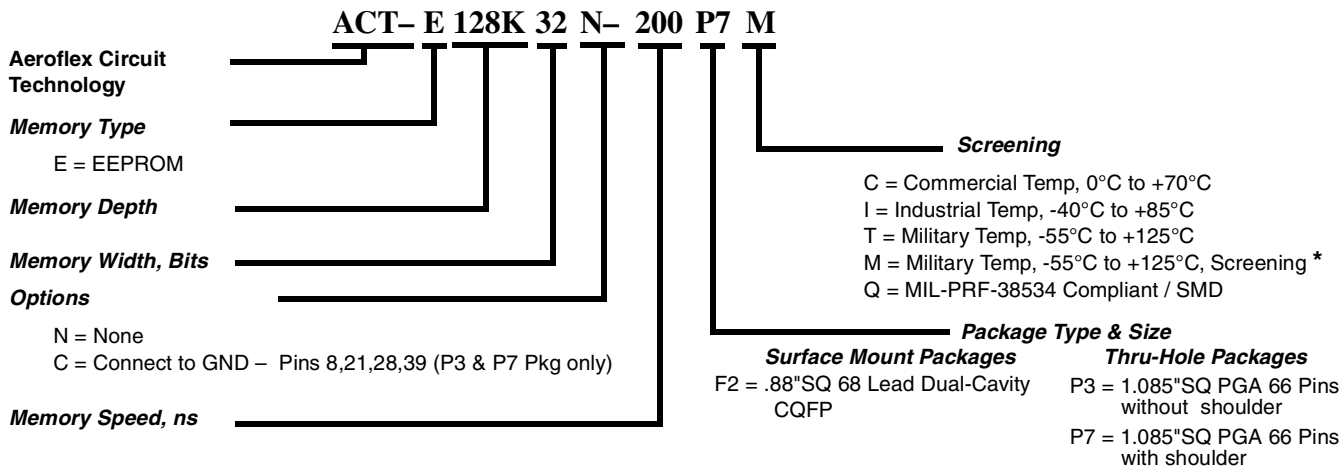 ACT– E 128K 32 N– 200 P7 M
Aeroflex Circuit
Technology
Memory Type
E = EEPROM
Memory Depth
Memory Width, Bits
Options
N = None
C = Connect to GND – Pins 8,21,28,39 (P3 & P7 Pkg only)
Memory Speed, ns
Screening
C = Commercial Temp, 0°C to +70°C
I = Industrial Temp, -40°C to +85°C
T = Military Temp, -55°C to +125°C
M = Military Temp, -55°C to +125°C, Screening *
Q = MIL-PRF-38534 Compliant / SMD
Package Type & Size
Surface Mount Packages
F2 = .88"SQ 68 Lead Dual-Cavity
CQFP
Thru-Hole Packages
P3 = 1.085"SQ PGA 66 Pins
without shoulder
P7 = 1.085"SQ PGA 66 Pins
with shoulder